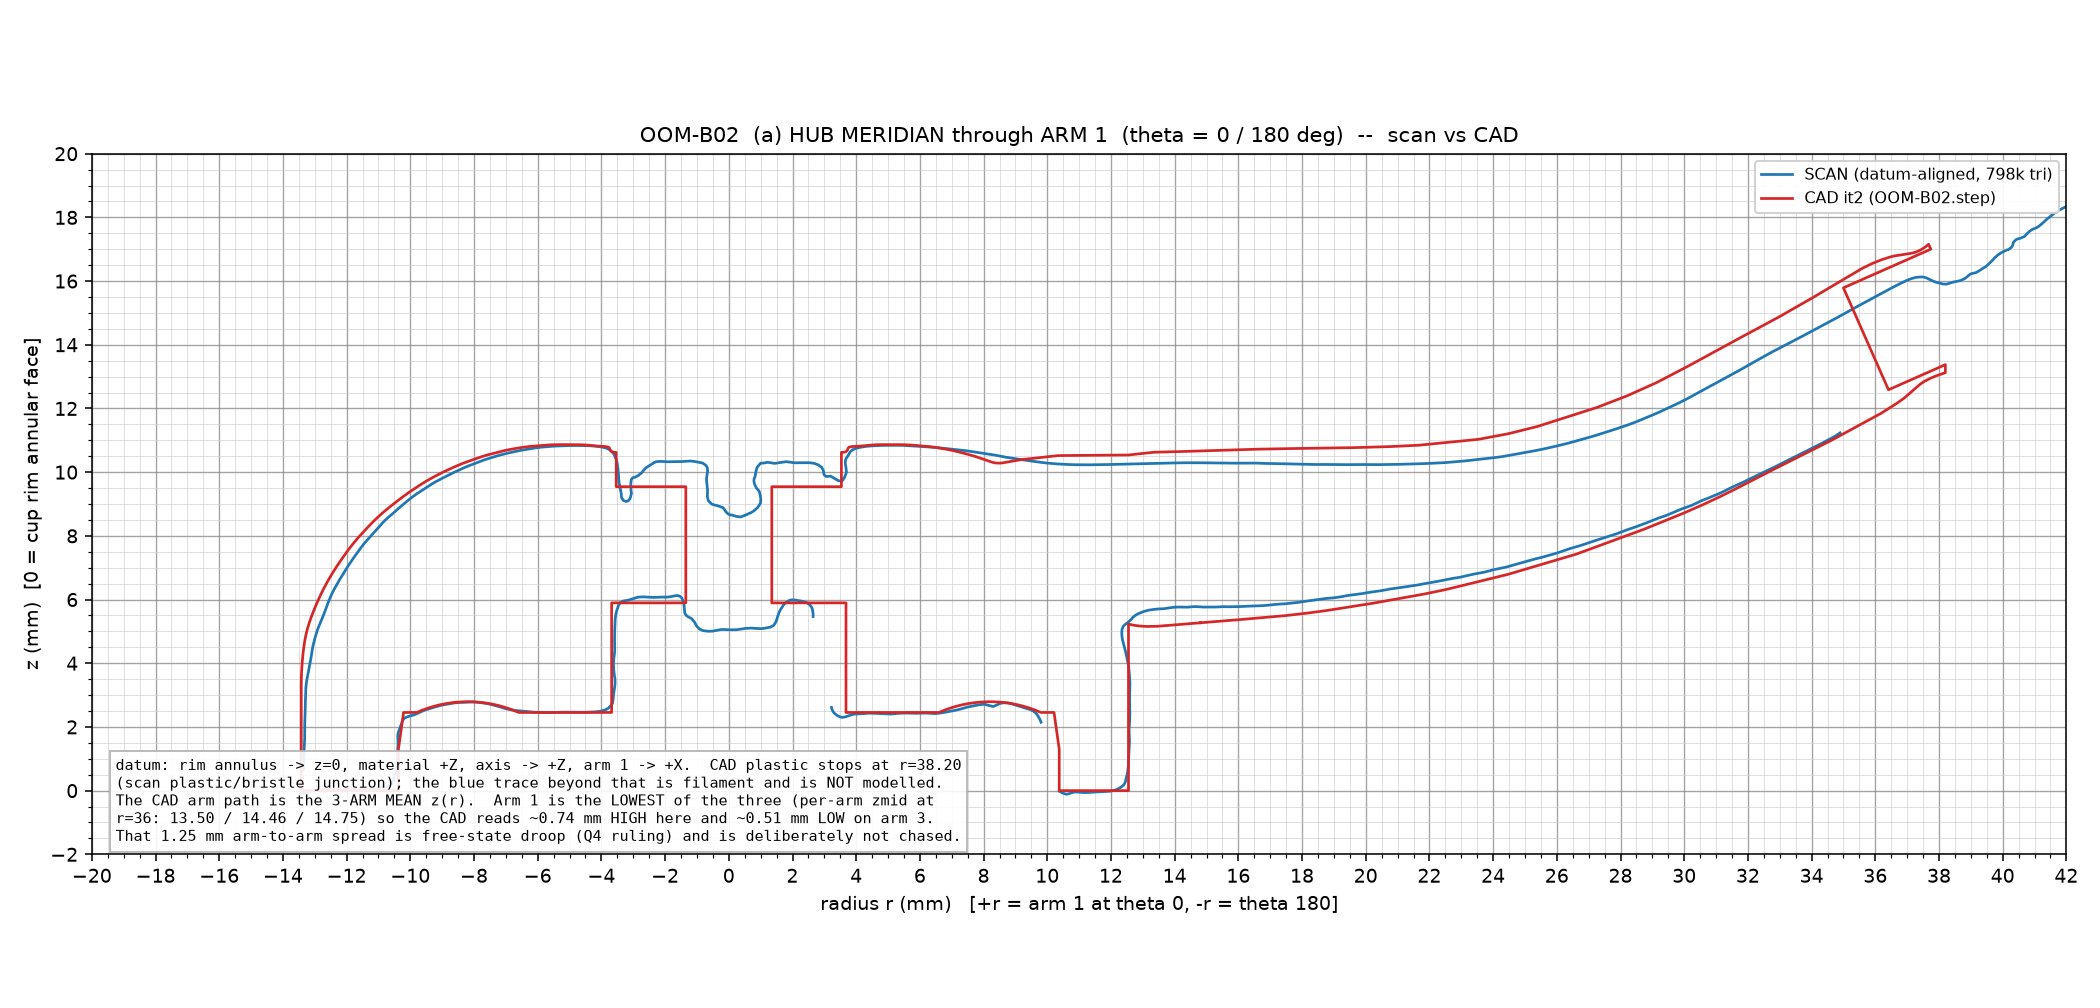 OOM-B02  (a) HUB MERIDIAN through ARM 1  (theta = 0 / 180 deg)  --  scan vs CAD
SCAN (datum-aligned, 798k tri)
CAD it2 (OOM-B02.step)
z (mm)  [0 = cup rim annular face]
20
18
16
14
12
10
8
6
4
2
0
−2
datum: rim annulus -> z=0, material +Z, axis -> +Z, arm 1 -> +X.  CAD plastic stops at r=38.20
(scan plastic/bristle junction); the blue trace beyond that is filament and is NOT modelled.
The CAD arm path is the 3-ARM MEAN z(r).  Arm 1 is the LOWEST of the three (per-arm zmid at
r=36: 13.50 / 14.46 / 14.75) so the CAD reads ~0.74 mm HIGH here and ~0.51 mm LOW on arm 3.
That 1.25 mm arm-to-arm spread is free-state droop (Q4 ruling) and is deliberately not chased.
−20 −18 −16 −14 −12 −10 −8 −6 −4 −2 0 2 4 6 8 10 12 14 16 18 20 22 24 26 28 30 32 34 36 38 40 42
radius r (mm)   [+r = arm 1 at theta 0, -r = theta 180]